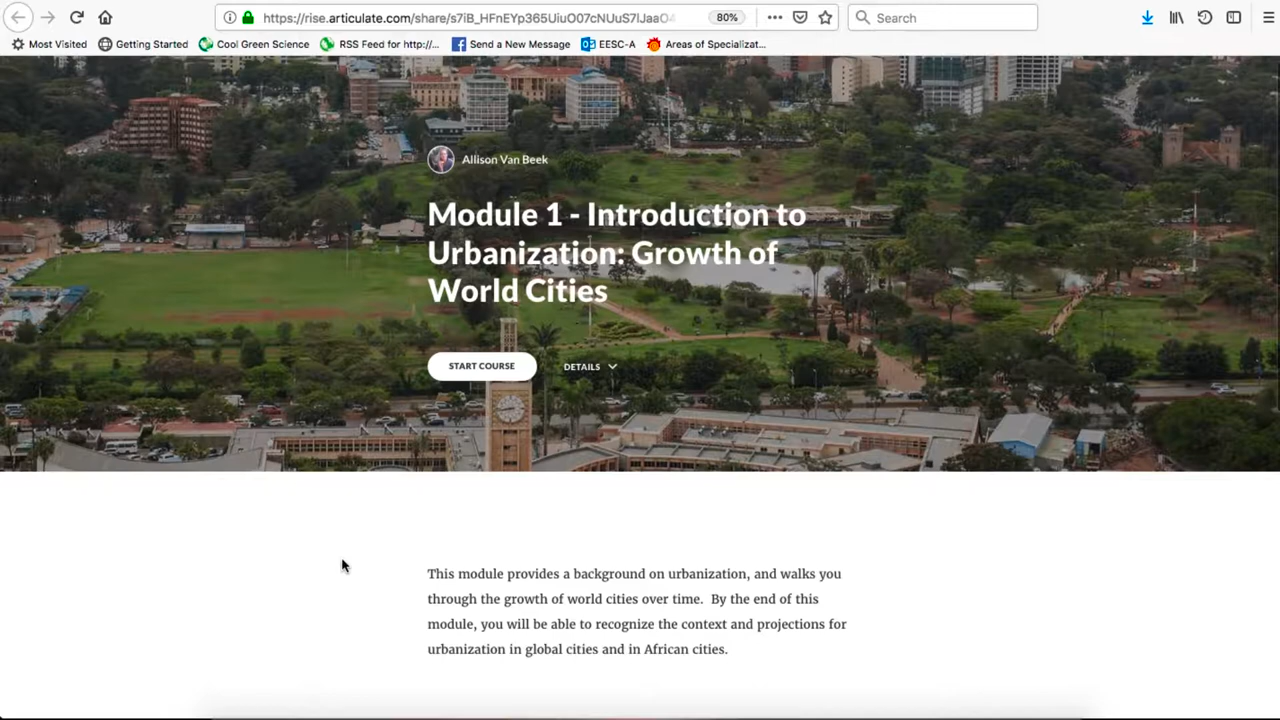 https://rise.articulate.com/share/s7iB_HFnEYp365UiuO07cNUuS7lJaaO
80%
Search
Most Visited
Getting Started
Cool Green Science
RSS Feed for http://...
Send a New Message
EESC-A
Areas of Specializat...
Allison Van Beek
Module 1 - Introduction to
Urbanization: Growth of
World Cities
START COURSE
DETAILS
This module provides a background on urbanization, and walks you
through the growth of world cities over time. By the end of this
module, you will be able to recognize the context and projections for
urbanization in global cities and in African cities.